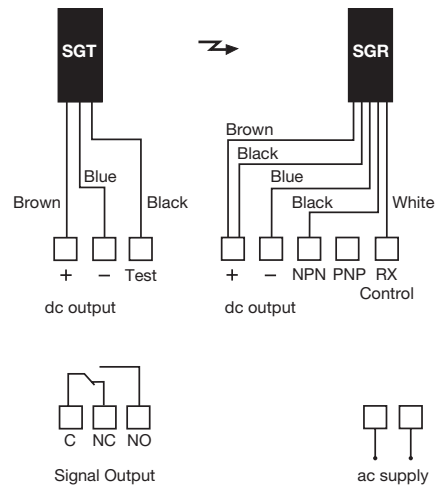 SGT
SGR
Brown
Black
Blue
Blue
Black
White
Brown
Black
+ − Test
+ − NPN PNP RX
Control
dc output
dc output
C NC NO
Signal Output
ac supply